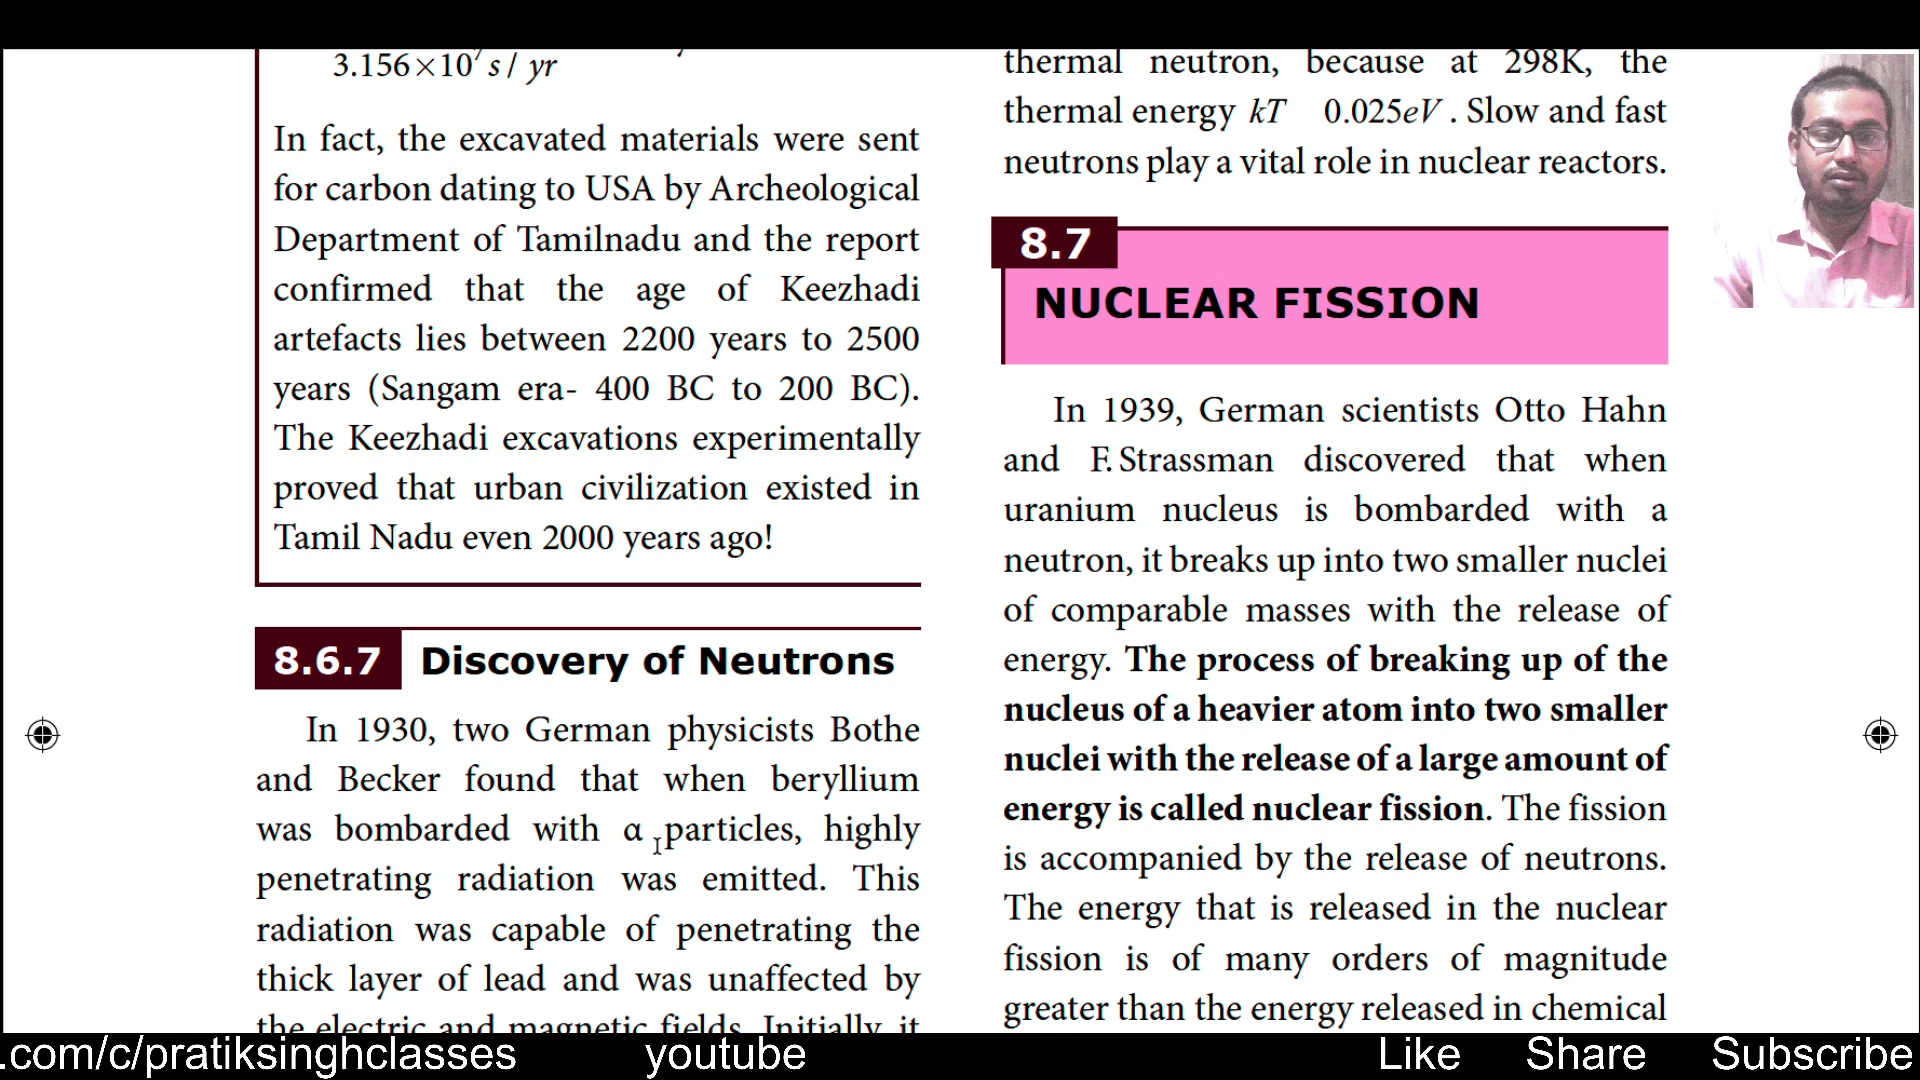 3.156×10⁷ s / yr
In fact, the excavated materials were sent
for carbon dating to USA by Archeological
Department of Tamilnadu and the report
confirmed that the age of Keezhadi
artefacts lies between 2200 years to 2500
years (Sangam era- 400 BC to 200 BC).
The Keezhadi excavations experimentally
proved that urban civilization existed in
Tamil Nadu even 2000 years ago!
8.6.7 Discovery of Neutrons
In 1930, two German physicists Bothe
and Becker found that when beryllium
was bombarded with α particles, highly
penetrating radiation was emitted. This
radiation was capable of penetrating the
thick layer of lead and was unaffected by
the electric and magnetic fields. Initially, it
thermal neutron, because at 298K, the
thermal energy kT 0.025eV . Slow and fast
neutrons play a vital role in nuclear reactors.
8.7
NUCLEAR FISSION
In 1939, German scientists Otto Hahn
and F. Strassman discovered that when
uranium nucleus is bombarded with a
neutron, it breaks up into two smaller nuclei
of comparable masses with the release of
energy. The process of breaking up of the
nucleus of a heavier atom into two smaller
nuclei with the release of a large amount of
energy is called nuclear fission. The fission
is accompanied by the release of neutrons.
The energy that is released in the nuclear
fission is of many orders of magnitude
greater than the energy released in chemical
.com/c/pratiksinghclasses youtube Like Share Subscribe